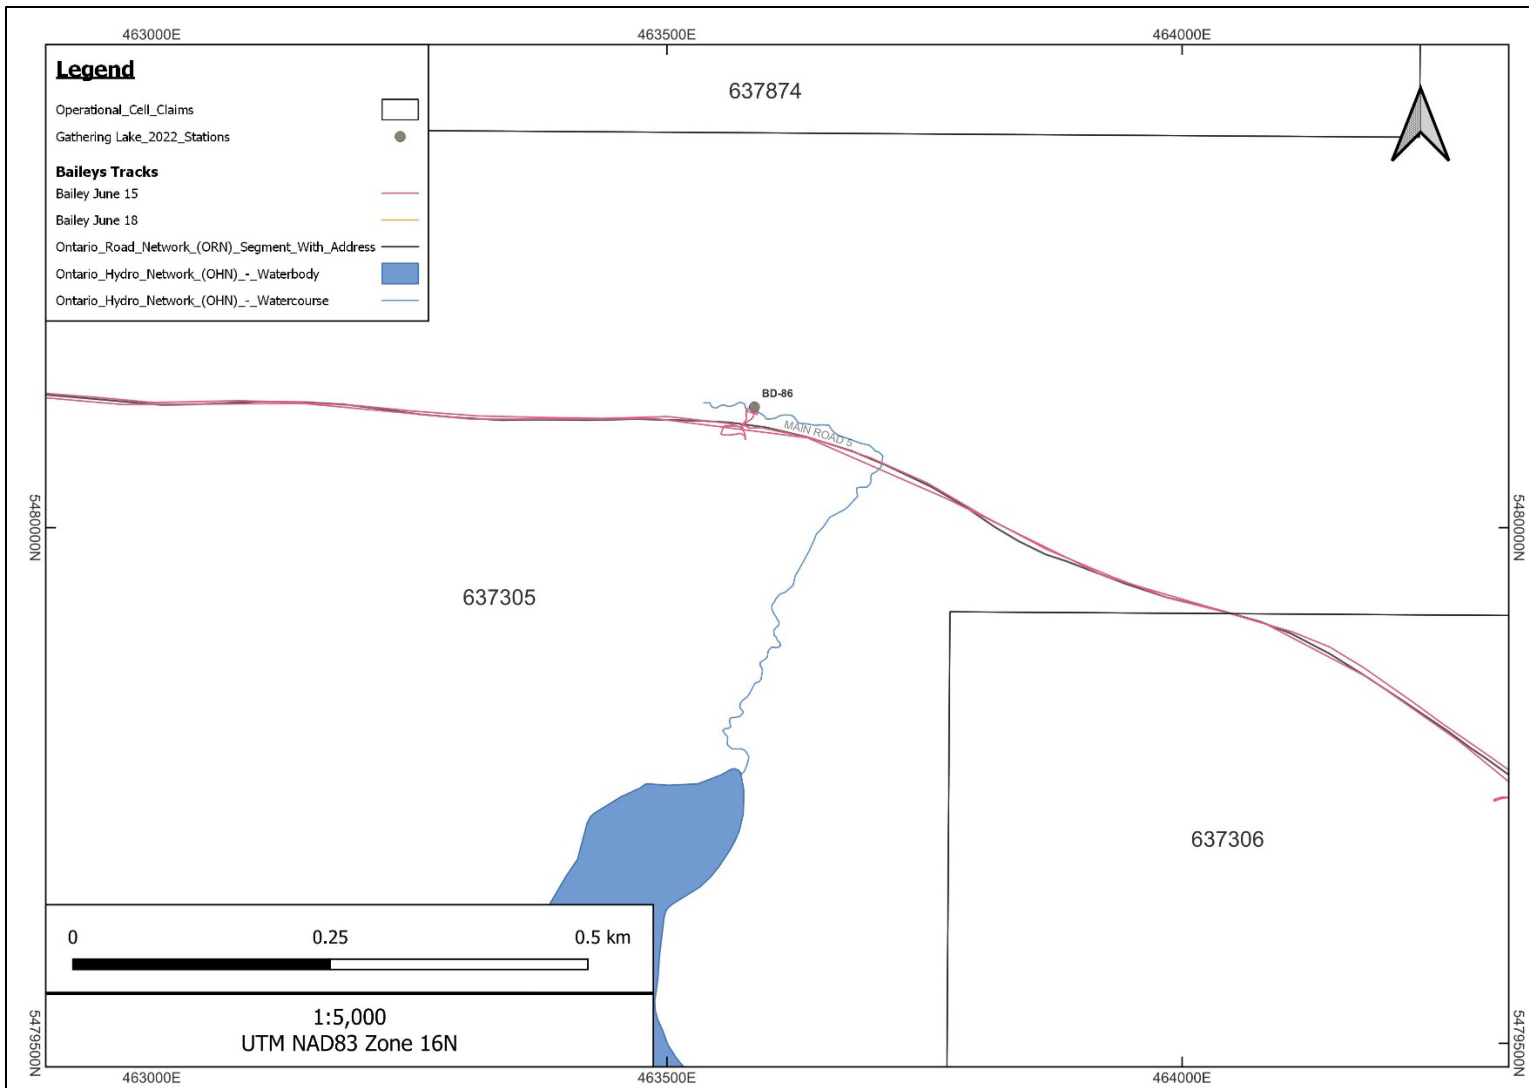 463000E 463500E 464000E
Legend
Operational_Cell_Claims
Gathering Lake_2022_Stations
Baileys Tracks
Bailey June 15
Bailey June 18
Ontario_Road_Network_(ORN)_Segment_With_Address
Ontario_Hydro_Network_(OHN)_-_Waterbody
Ontario_Hydro_Network_(OHN)_-_Watercourse
637874
BD-86
MAIN ROAD 5
5480000N
5480000N
637305
637306
0 0.25 0.5 km
1:5,000
UTM NAD83 Zone 16N
5479500N
5479500N
463000E 463500E 464000E